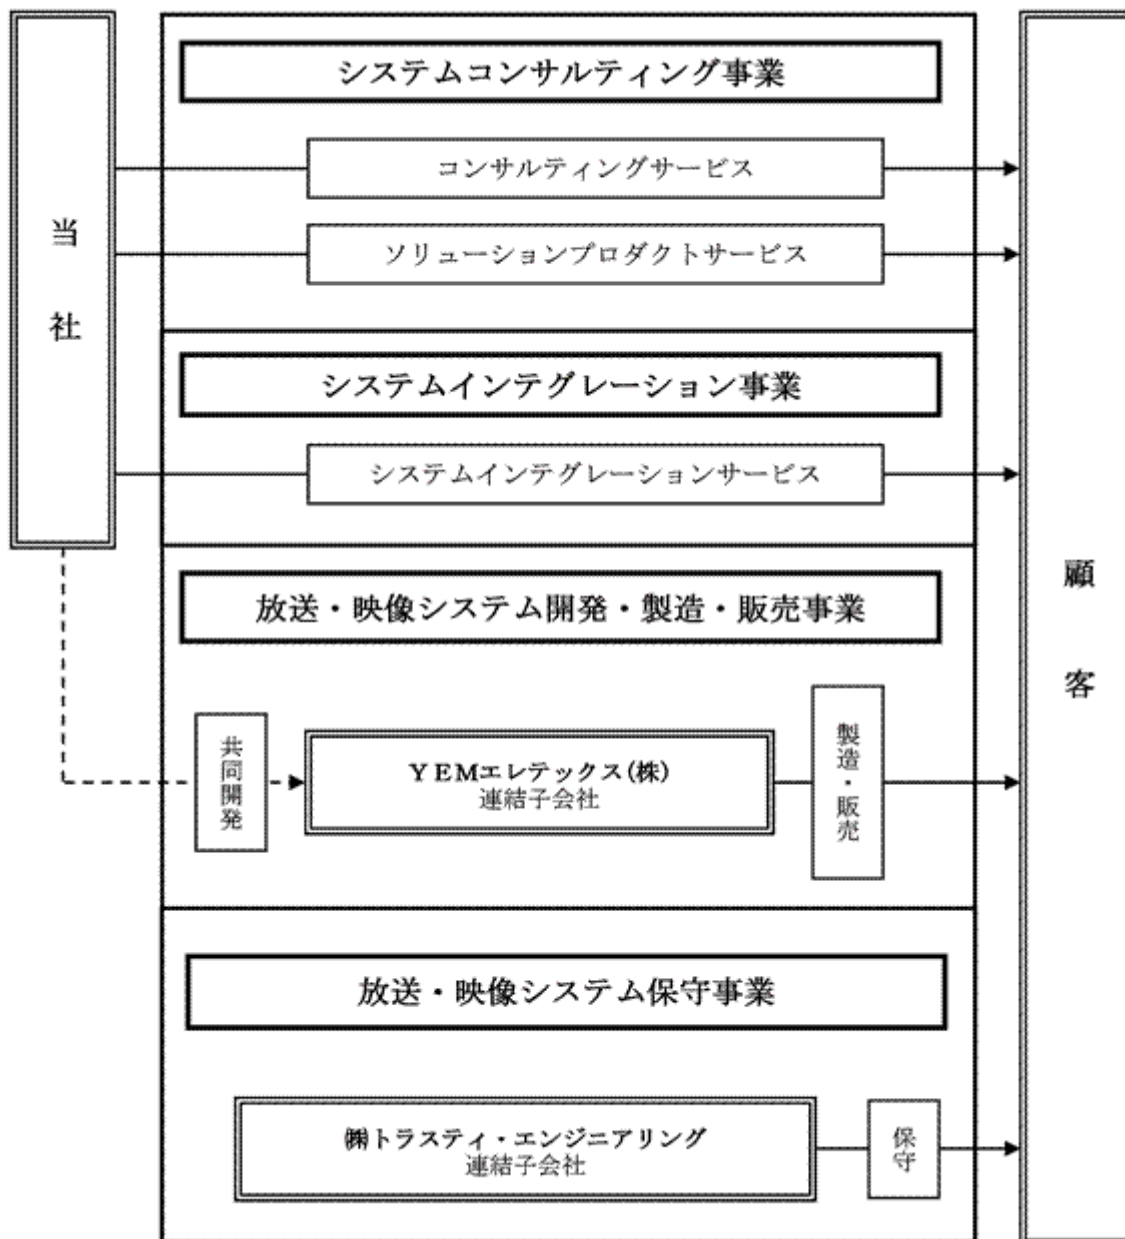 当社
システムコンサルティング事業
コンサルティングサービス
ソリューションプロダクトサービス
システムインテグレーション事業
システムインテグレーションサービス
放送・映像システム開発・製造・販売事業
共同開発
ＹＥＭエレテックス(株)
連結子会社
製造・販売
放送・映像システム保守事業
㈱トラスティ・エンジニアリング
連結子会社
保守
顧客